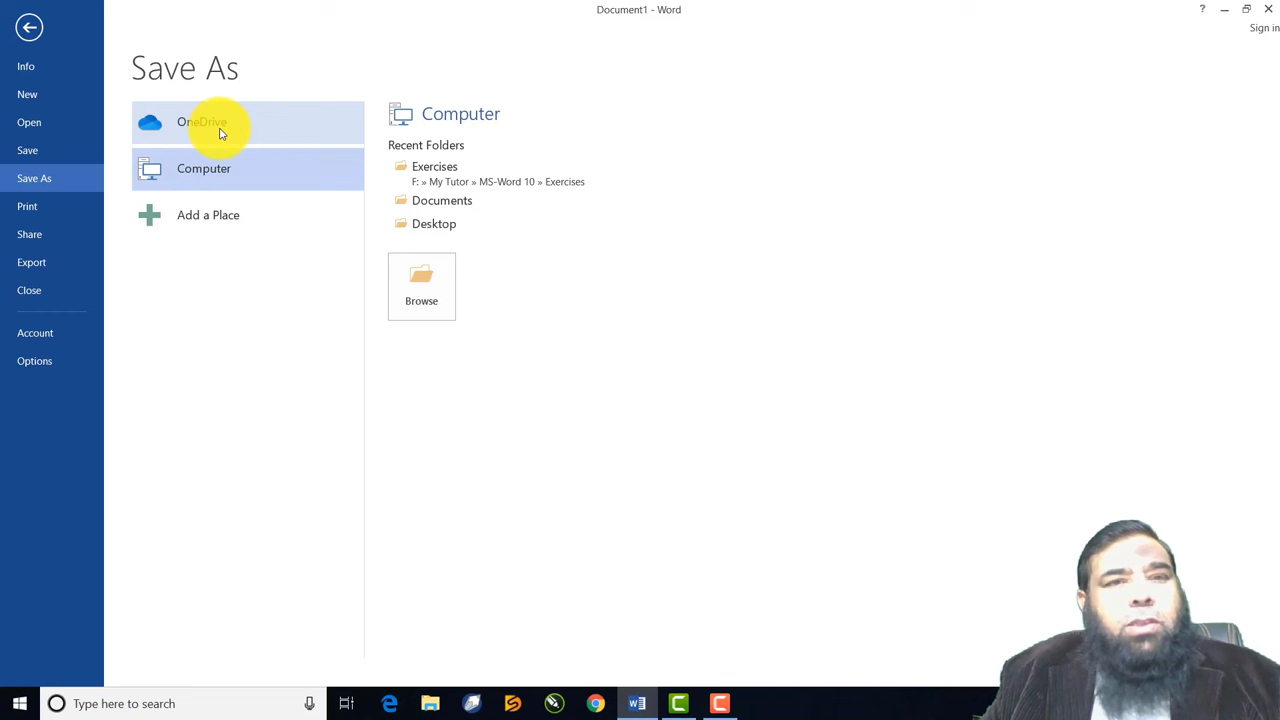 Document1 - Word
?
Sign in
Info
New
Open
Save
Save As
Print
Share
Export
Close
Account
Options
Save As
OneDrive
Computer
Add a Place
Computer
Recent Folders
Exercises
F: » My Tutor » MS-Word 10 » Exercises
Documents
Desktop
Browse
Type here to search